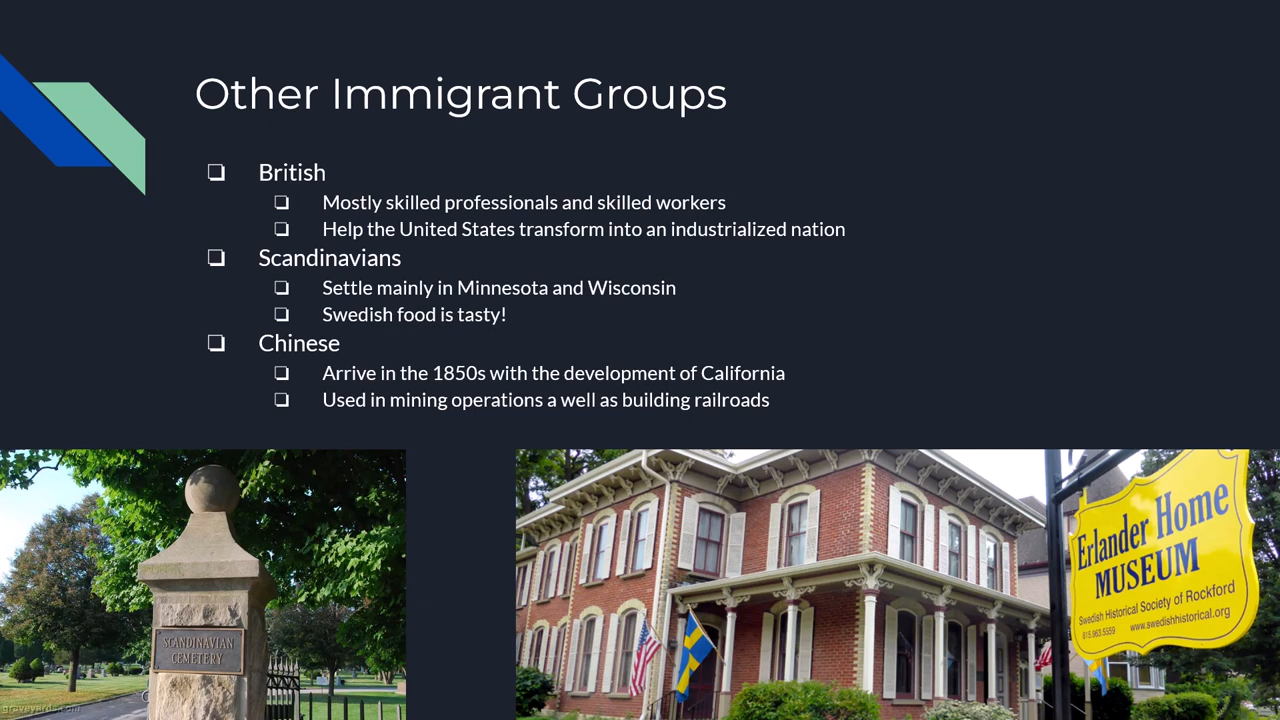 Other Immigrant Groups
British
Mostly skilled professionals and skilled workers
Help the United States transform into an industrialized nation
Scandinavians
Settle mainly in Minnesota and Wisconsin
Swedish food is tasty!
Chinese
Arrive in the 1850s with the development of California
Used in mining operations a well as building railroads
SCANDINAVIAN
CEMETERY
graveyards.com
Erlander Home
MUSEUM
Swedish Historical Society of Rockford
815.963.5559 www.swedishhistorical.org